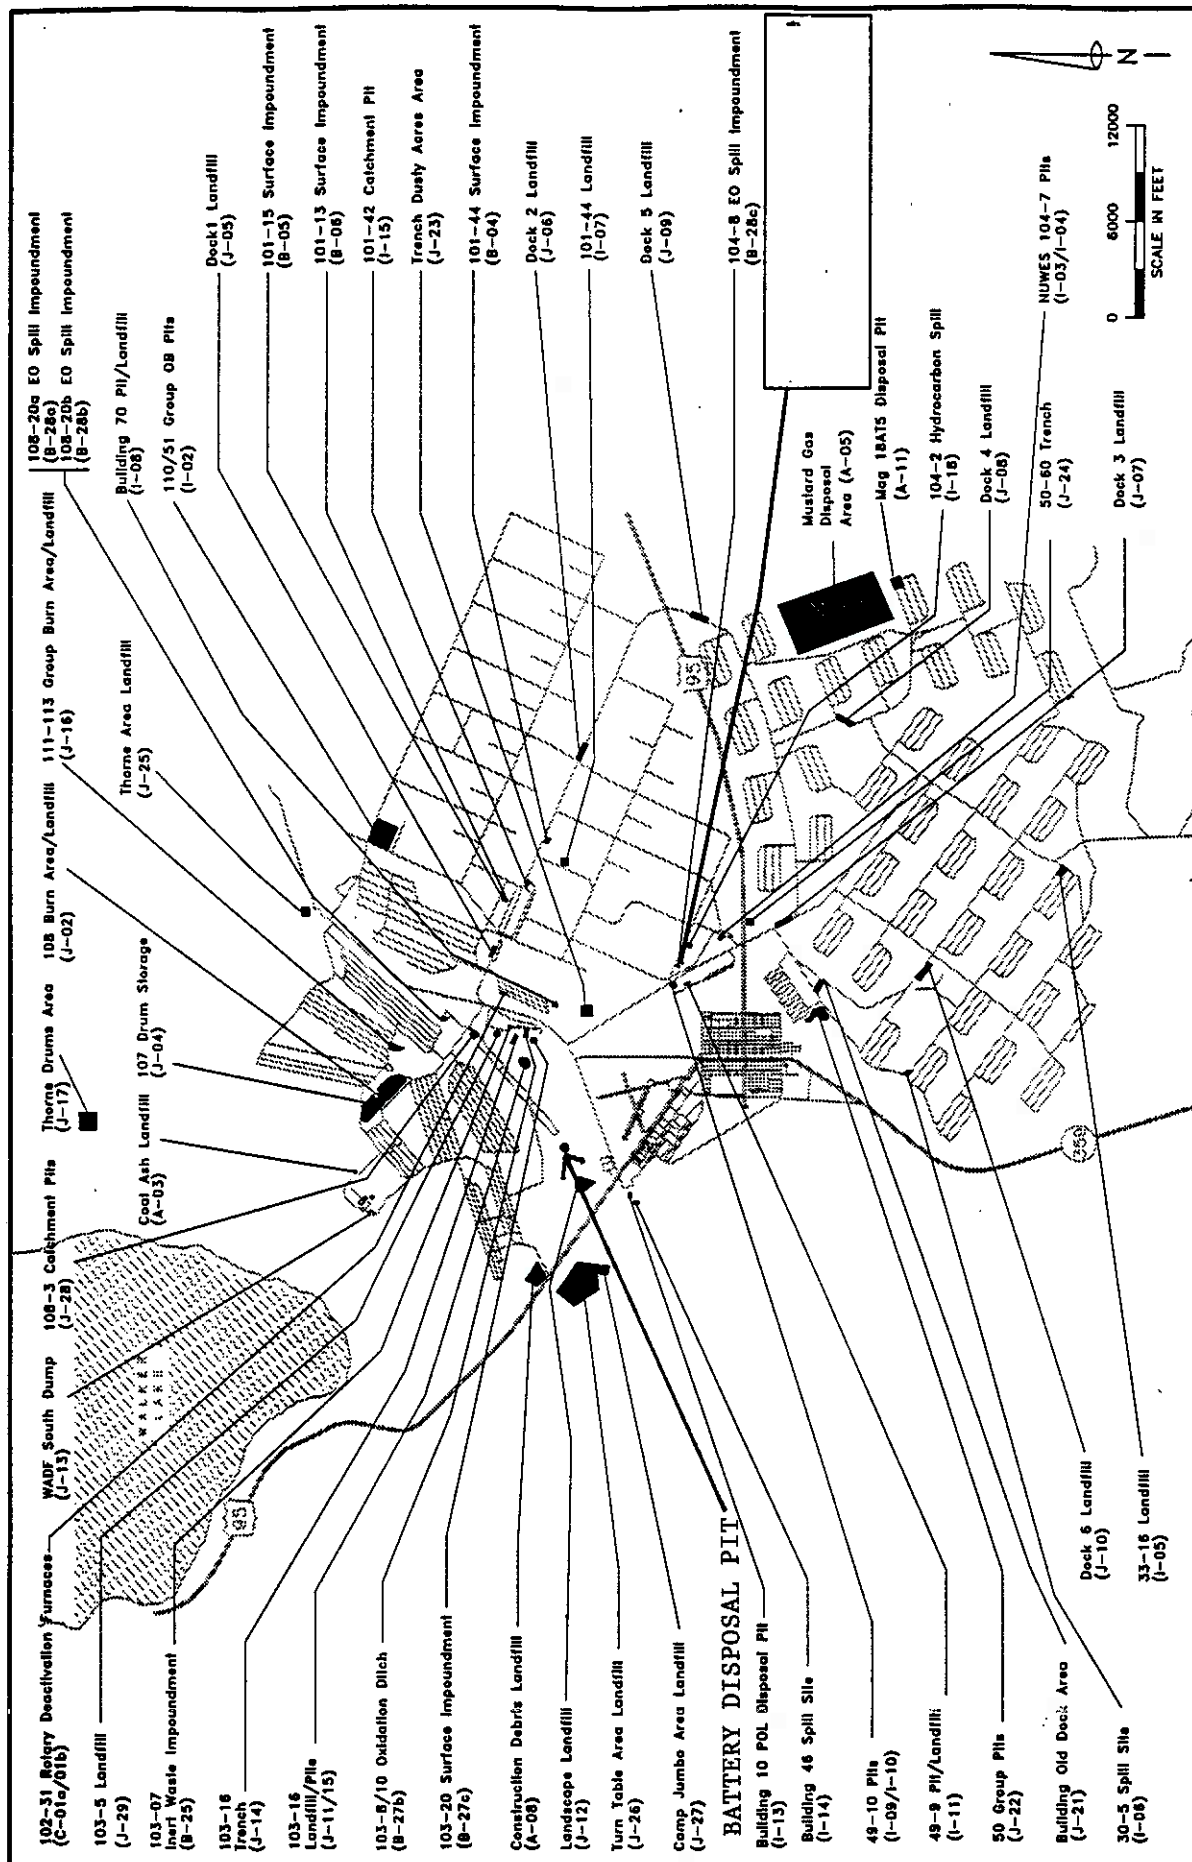 102-31 Rotary Deactivation Furnaces
(C-01a/01b)
103-5 Landfill
(J-29)
103-07
Inert Waste Impoundment
(B-25)
103-16
Trench
(J-14)
103-16
Landfill/Pits
(J-11/15)
103-8/10 Oxidation Ditch
(B-27b)
103-20 Surface Impoundment
(B-27c)
Construction Debris Landfill
(A-08)
Landscape Landfill
(J-12)
Turn Table Area Landfill
(J-26)
Camp Jumbo Area Landfill
(J-27)
BATTERY DISPOSAL PIT
Building 10 POL Disposal Pit
(I-13)
Building 46 Spill Site
(I-14)
49-10 Pits
(I-09/I-10)
49-9 Pit/Landfill
(I-11)
50 Group Pits
(J-22)
Building Old Dock Area
(J-21)
30-5 Spill Site
(I-06)
WADF South Dump
(J-13)
108-3 Catchment Pits
(J-28)
Thorne Drums Area
(J-17)
108 Burn Area/Landfill
(J-02)
111-113 Group Burn Area/Landfill
(J-16)
108-20a EO Spill Impoundment
(B-28a)
108-20b EO Spill Impoundment
(B-28b)
Coal Ash Landfill
(A-03)
107 Drum Storage
(J-04)
Thorne Area Landfill
(J-25)
Building 70 Pit/Landfill
(I-08)
110/51 Group OB Pits
(I-02)
Dock1 Landfill
(J-05)
101-15 Surface Impoundment
(B-05)
101-13 Surface Impoundment
(B-06)
101-42 Catchment Pit
(I-15)
Trench Dusty Acres Area
(J-23)
101-44 Surface Impoundment
(B-04)
Dock 2 Landfill
(J-06)
101-44 Landfill
(I-07)
Dock 5 Landfill
(J-09)
104-8 EO Spill Impoundment
(B-28c)
WALKER
LAKE
95
95
359
Mustard Gas
Disposal
Area (A-05)
Mag 18AT5 Disposal Pit
(A-11)
104-2 Hydrocarbon Spill
(I-18)
Dock 4 Landfill
(J-08)
NUWES 104-7 Pits
(I-03/I-04)
50-60 Trench
(J-24)
Dock 3 Landfill
(J-07)
Dock 6 Landfill
(J-10)
33-16 Landfill
(I-05)
N
0 6000 12000
SCALE IN FEET